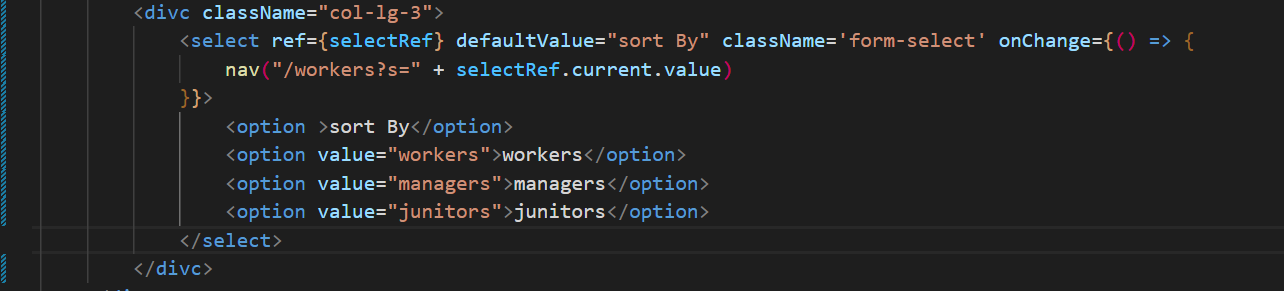 <divc className="col-lg-3">
<select ref={selectRef} defaultValue="sort By" className='form-select' onChange={() => {
nav("/workers?s=" + selectRef.current.value)
}}>
<option >sort By</option>
<option value="workers">workers</option>
<option value="managers">managers</option>
<option value="junitors">junitors</option>
</select>
</divc>